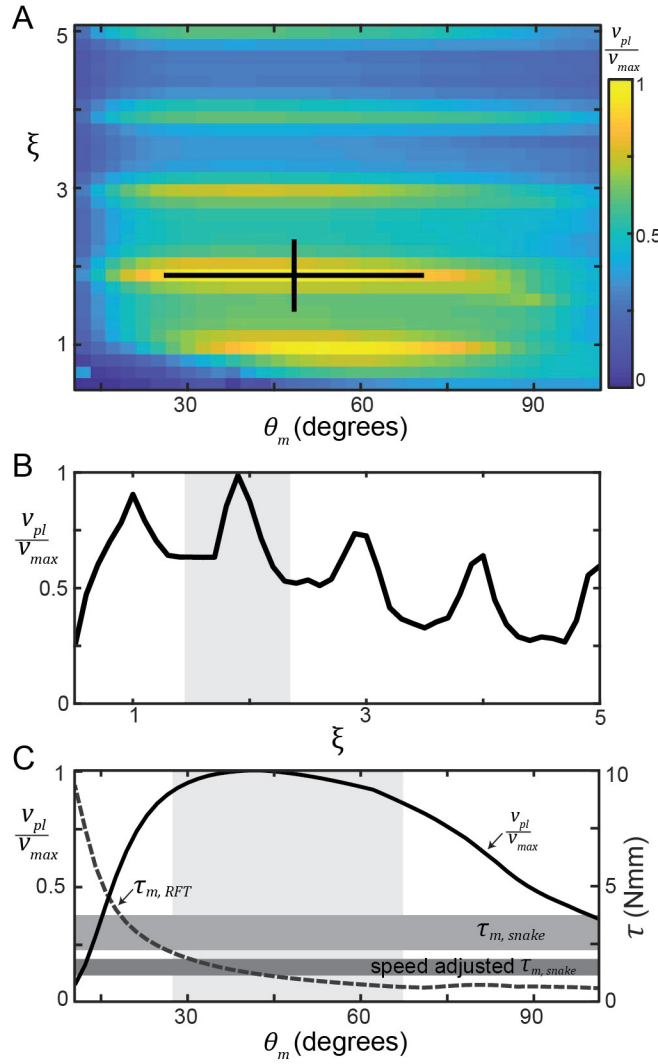 A
5
3
1
ξ
30
60
90
θm (degrees)
vpl
vmax
1
0.5
0
B
1
0.5
0
vpl
vmax
1
3
5
ξ
C
1
0.5
0
vpl
vmax
τm, RFT
vpl
vmax
τm, snake
speed adjusted τm, snake
10
5
0
τ (Nmm)
30
60
90
θm (degrees)